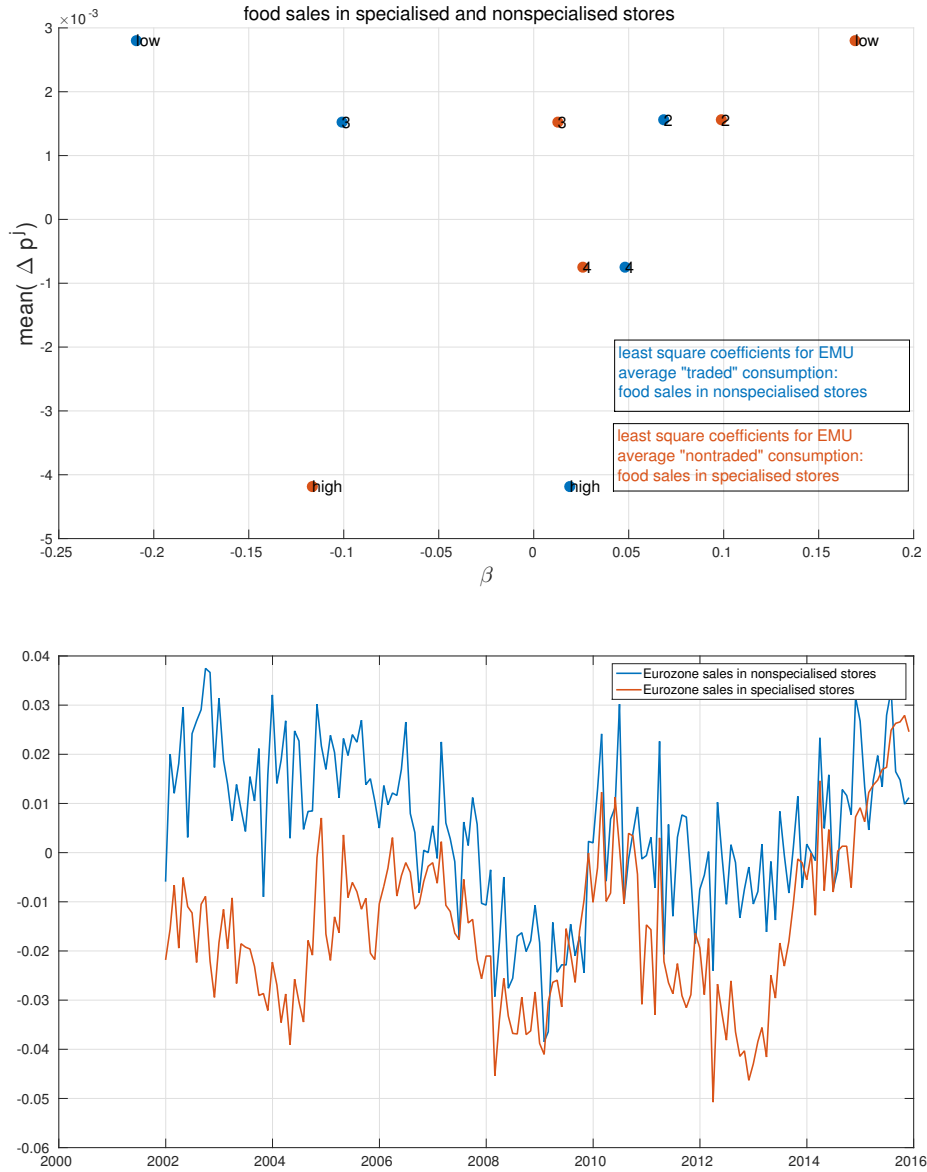 food sales in specialised and nonspecialised stores
×10^-3
3
2
1
0
-1
-2
-3
-4
-5
mean( Δ p^j)
low
low
3
3
2
2
4
4
high
high
least square coefficients for EMU
average "traded" consumption:
food sales in nonspecialised stores
least square coefficients for EMU
average "nontraded" consumption:
food sales in specialised stores
-0.25 -0.2 -0.15 -0.1 -0.05 0 0.05 0.1 0.15 0.2
β
Eurozone sales in nonspecialised stores
Eurozone sales in specialised stores
0.04
0.03
0.02
0.01
0
-0.01
-0.02
-0.03
-0.04
-0.05
-0.06
2000 2002 2004 2006 2008 2010 2012 2014 2016